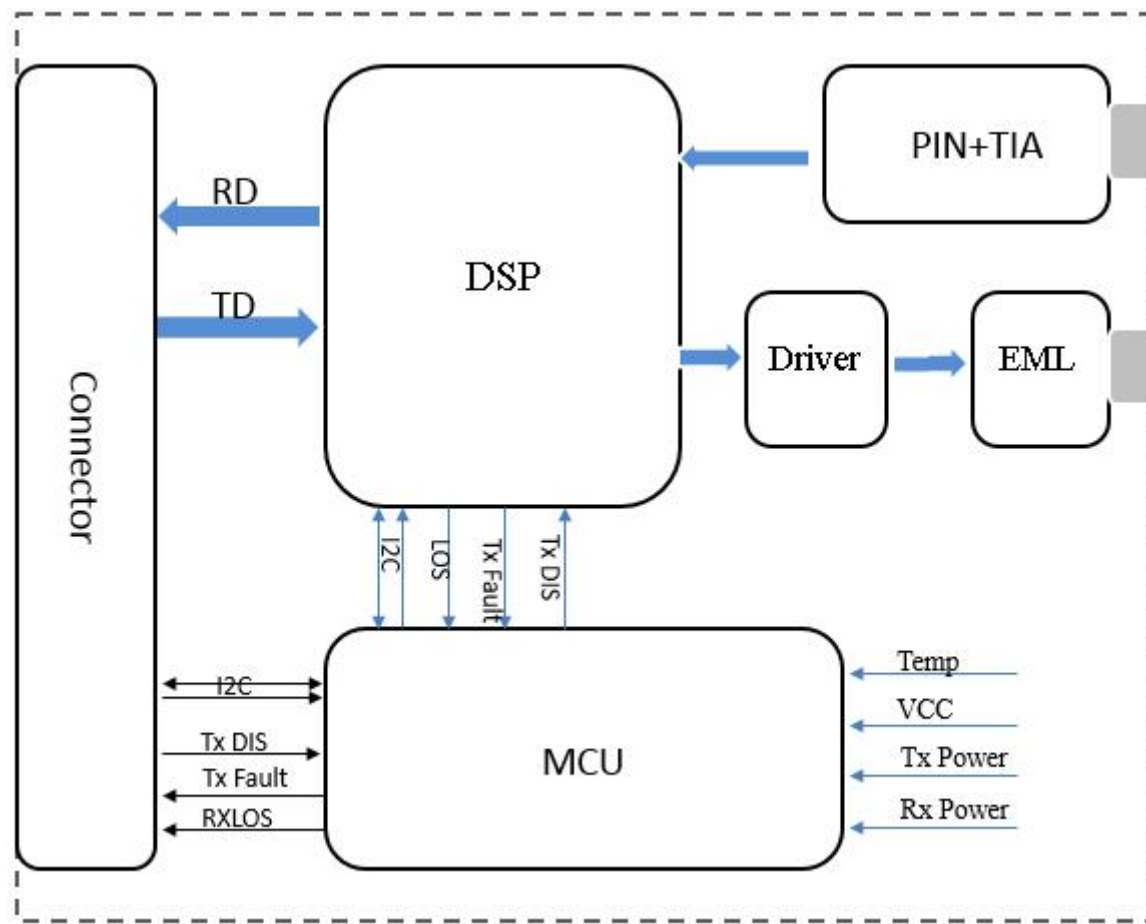 PIN+TIA
RD
DSP
TD
Driver
EML
Connector
I2C
LOS
Tx Fault
Tx DIS
Temp
I2C
VCC
Tx DIS
MCU
Tx Power
Tx Fault
Rx Power
RXLOS